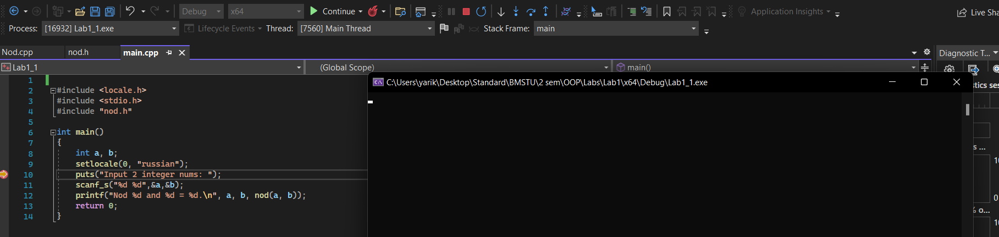 Debug x64 Continue Application Insights Live Sha
Process: [16932] Lab1_1.exe Lifecycle Events Thread: [7560] Main Thread Stack Frame: main
Nod.cpp nod.h main.cpp Diagnostic T...
Lab1_1 (Global Scope) main()
C:\Users\yarik\Desktop\Standard\BMSTU\2 sem\OOP\Labs\Lab1\x64\Debug\Lab1_1.exe
stics ses
1
2 #include <locale.h>
3 #include <stdio.h>
4 #include "nod.h"
5
6 int main()
7 {
8 int a, b;
9 setlocale(0, "russian");
10 puts("Input 2 integer nums: ");
11 scanf_s("%d %d",&a,&b);
12 printf("Nod %d and %d = %d.\n", a, b, nod(a, b));
13 return 0;
14 }
s ...
10
0
% o...
10